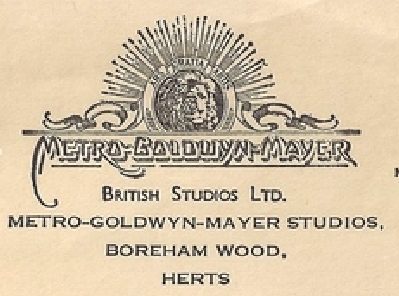 METRO-GOLDWYN-MAYER
BRITISH STUDIOS LTD.
METRO-GOLDWYN-MAYER STUDIOS,
BOREHAM WOOD,
HERTS